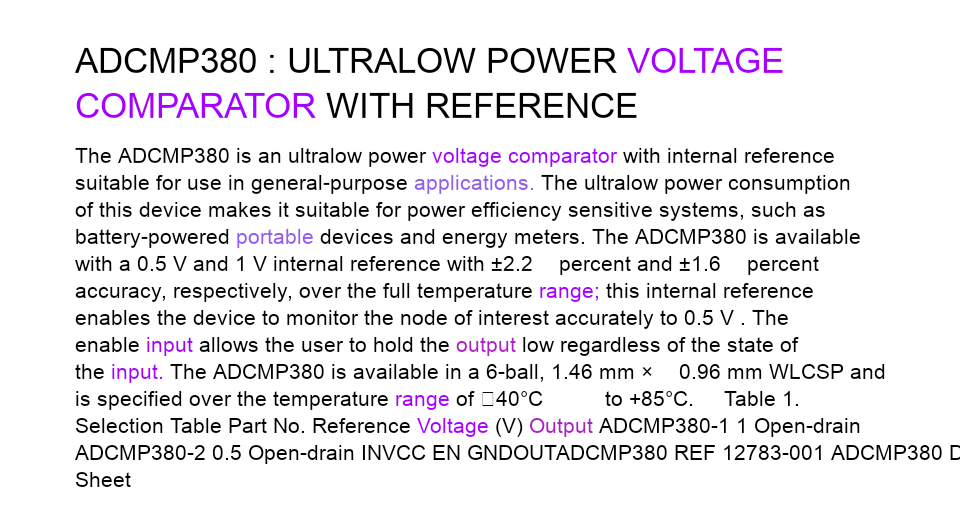 ADCMP380 : ULTRALOW POWER VOLTAGE
COMPARATOR WITH REFERENCE
The ADCMP380 is an ultralow power voltage comparator with internal reference
suitable for use in general-purpose applications. The ultralow power consumption
of this device makes it suitable for power efficiency sensitive systems, such as
battery-powered portable devices and energy meters. The ADCMP380 is available
with a 0.5 V and 1 V internal reference with ±2.2 percent and ±1.6 percent
accuracy, respectively, over the full temperature range; this internal reference
enables the device to monitor the node of interest accurately to 0.5 V . The
enable input allows the user to hold the output low regardless of the state of
the input. The ADCMP380 is available in a 6-ball, 1.46 mm × 0.96 mm WLCSP and
is specified over the temperature range of □40°C to +85°C. Table 1.
Selection Table Part No. Reference Voltage (V) Output ADCMP380-1 1 Open-drain
ADCMP380-2 0.5 Open-drain INVCC EN GNDOUTADCMP380 REF 12783-001 ADCMP380
Sheet